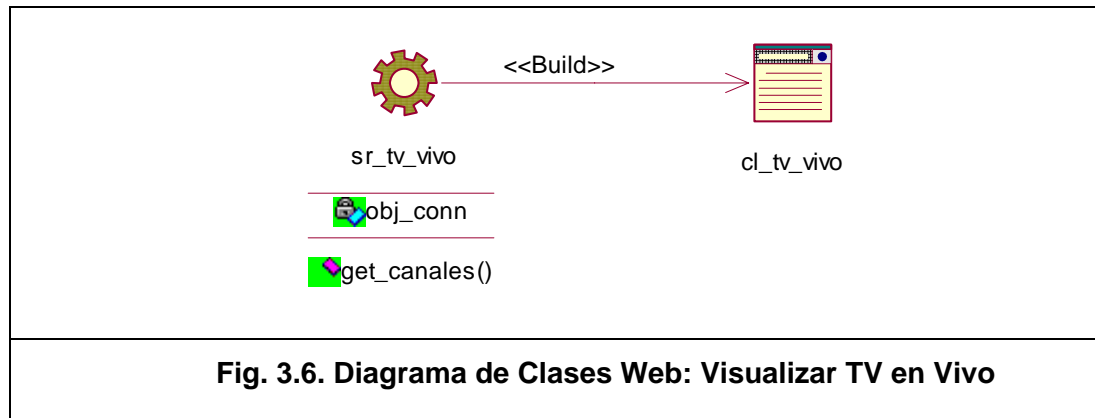 <<Build>>
sr_tv_vivo
cl_tv_vivo
obj_conn
get_canales()
Fig. 3.6. Diagrama de Clases Web: Visualizar TV en Vivo